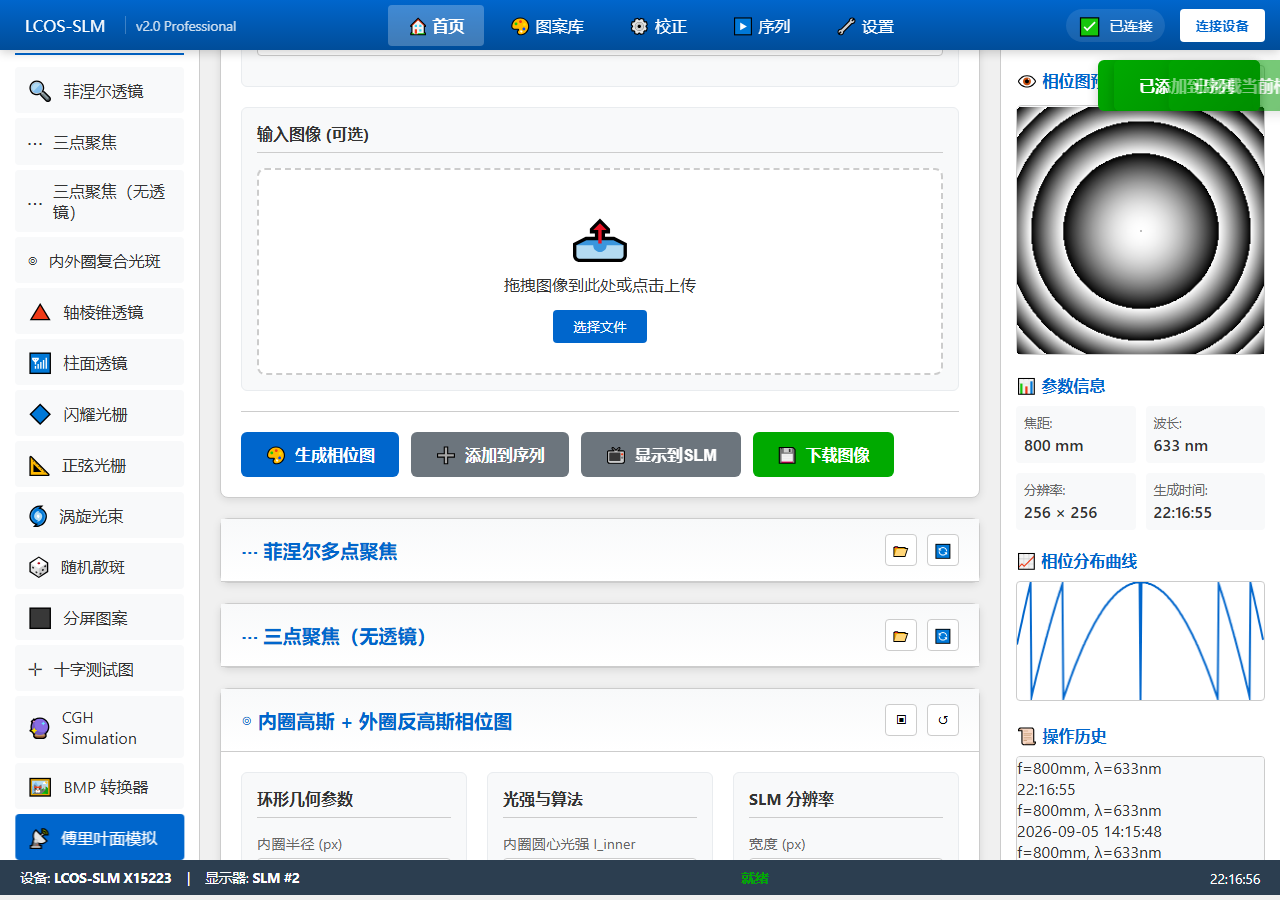 LCOS-SLM
v2.0 Professional
首页
图案库
校正
序列
设置
已连接
连接设备
菲涅尔透镜
三点聚焦
三点聚焦（无透
镜）
内外圈复合光斑
轴棱锥透镜
柱面透镜
闪耀光栅
正弦光栅
涡旋光束
随机散斑
分屏图案
十字测试图
CGH
Simulation
BMP 转换器
傅里叶面模拟
输入图像 (可选)
拖拽图像到此处或点击上传
选择文件
生成相位图
添加到序列
显示到SLM
下载图像
菲涅尔多点聚焦
三点聚焦（无透镜）
内圈高斯 + 外圈反高斯相位图
环形几何参数
内圈半径 (px)
光强与算法
内圈圆心光强 I_inner
SLM 分辨率
宽度 (px)
相位图
已添加到序列
参数信息
焦距:
800 mm
波长:
633 nm
分辨率:
256 × 256
生成时间:
22:16:55
相位分布曲线
操作历史
f=800mm, λ=633nm
22:16:55
f=800mm, λ=633nm
2026-09-05 14:15:48
f=800mm, λ=633nm
设备: LCOS-SLM X15223 | 显示器: SLM #2
就绪
22:16:56